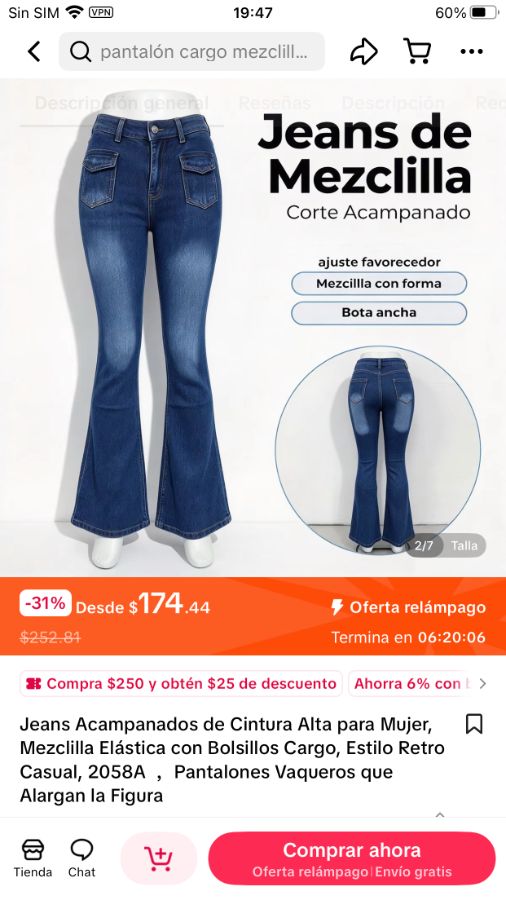 Sin SIM VPN 19:47 60%
pantalón cargo mezclill...
Descripción general Reseñas Descripción Rec
Jeans de
Mezclilla
Corte Acampanado
ajuste favorecedor
Mezcillla con forma
Bota ancha
2/7 Talla
-31% Desde $174.44
Oferta relámpago
$252.81
Termina en 06:20:06
Compra $250 y obtén $25 de descuento
Ahorra 6% con
Jeans Acampanados de Cintura Alta para Mujer,
Mezclilla Elástica con Bolsillos Cargo, Estilo Retro
Casual, 2058A , Pantalones Vaqueros que
Alargan la Figura
Tienda
Chat
Comprar ahora
Oferta relámpago|Envío gratis